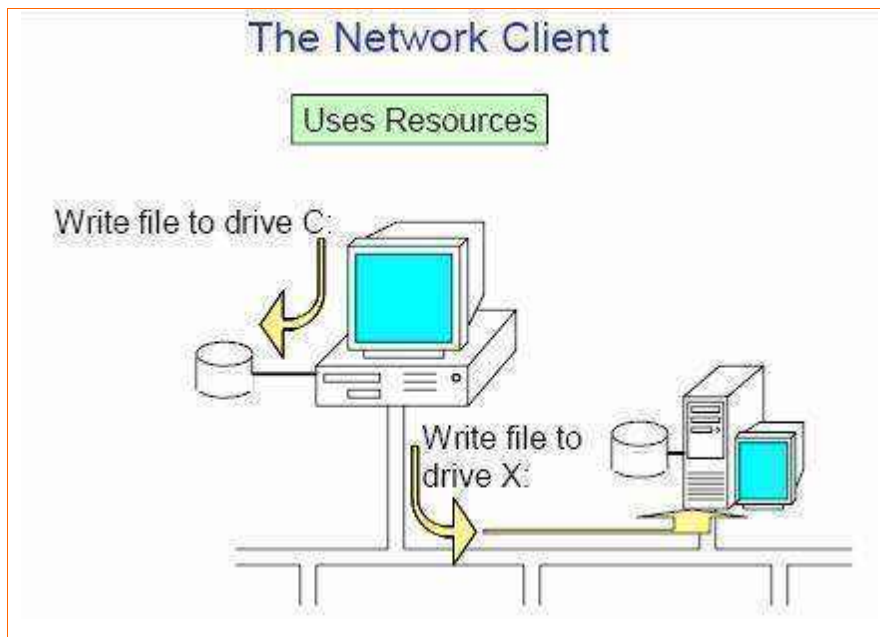 The Network Client
Uses Resources
Write file to drive C:
Write file to
drive X: